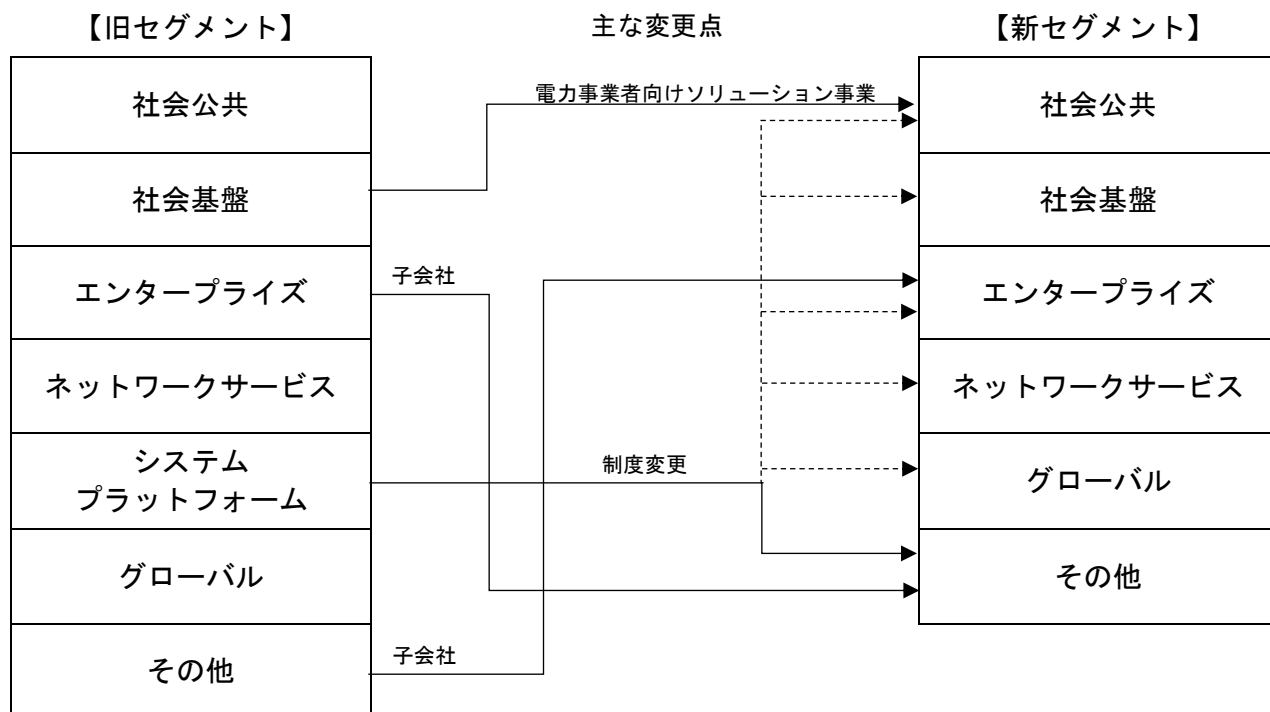 【旧セグメント】
主な変更点
【新セグメント】
社会公共
社会基盤
エンタープライズ
ネットワークサービス
システム
プラットフォーム
グローバル
その他
電力事業者向けソリューション事業
子会社
制度変更
子会社
社会公共
社会基盤
エンタープライズ
ネットワークサービス
グローバル
その他